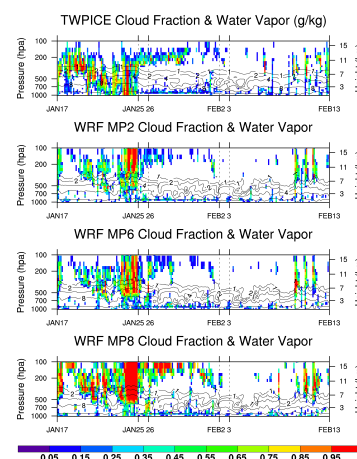 TWPICE Cloud Fraction & Water Vapor (g/kg)
Pressure (hpa)
100
200
500
700
1000
15
11
7
3
JAN17 JAN25 26 FEB2 3 FEB13
WRF MP2 Cloud Fraction & Water Vapor
Pressure (hpa)
100
200
500
700
1000
15
11
7
3
JAN17 JAN25 26 FEB2 3 FEB13
WRF MP6 Cloud Fraction & Water Vapor
Pressure (hpa)
100
200
500
700
1000
15
11
7
3
JAN17 JAN25 26 FEB2 3 FEB13
WRF MP8 Cloud Fraction & Water Vapor
Pressure (hpa)
100
200
500
700
1000
15
11
7
3
JAN17 JAN25 26 FEB2 3 FEB13
0.05 0.15 0.25 0.35 0.45 0.55 0.65 0.75 0.85 0.95